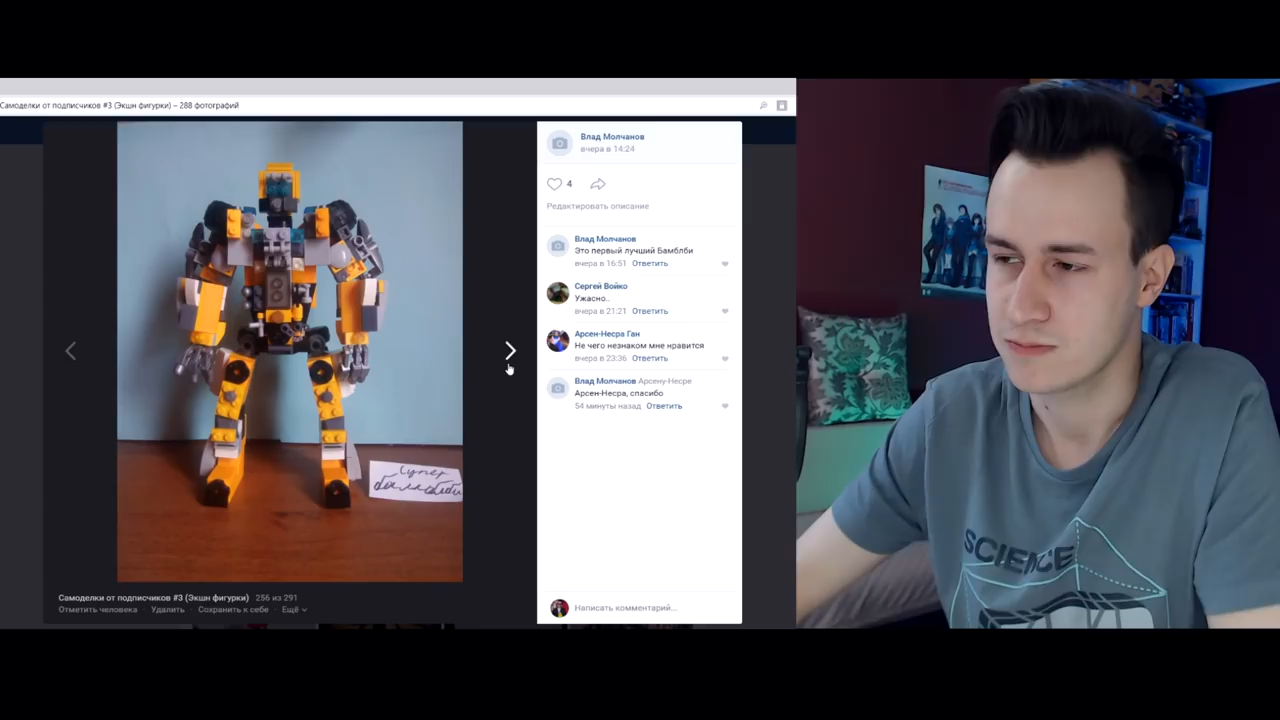 Самоделки от подписчиков #3 (Экшн фигурки) – 288 фотографий
Влад Молчанов
вчера в 14:24
4
Редактировать описание
Влад Молчанов
Это первый лучший Бамблби
вчера в 16:51 Ответить
Сергей Войко
Ужасно..
вчера в 21:21 Ответить
Арсен-Несра Ган
Не чего незнаком мне нравится
вчера в 23:36 Ответить
Влад Молчанов Арсену-Несре
Арсен-Несра, спасибо
54 минуты назад Ответить
Супер
Самоделки от подписчиков #3 (Экшн фигурки) 256 из 291
Отметить человека · Удалить · Сохранить к себе · Ещё
Написать комментарий...
SCIENCE